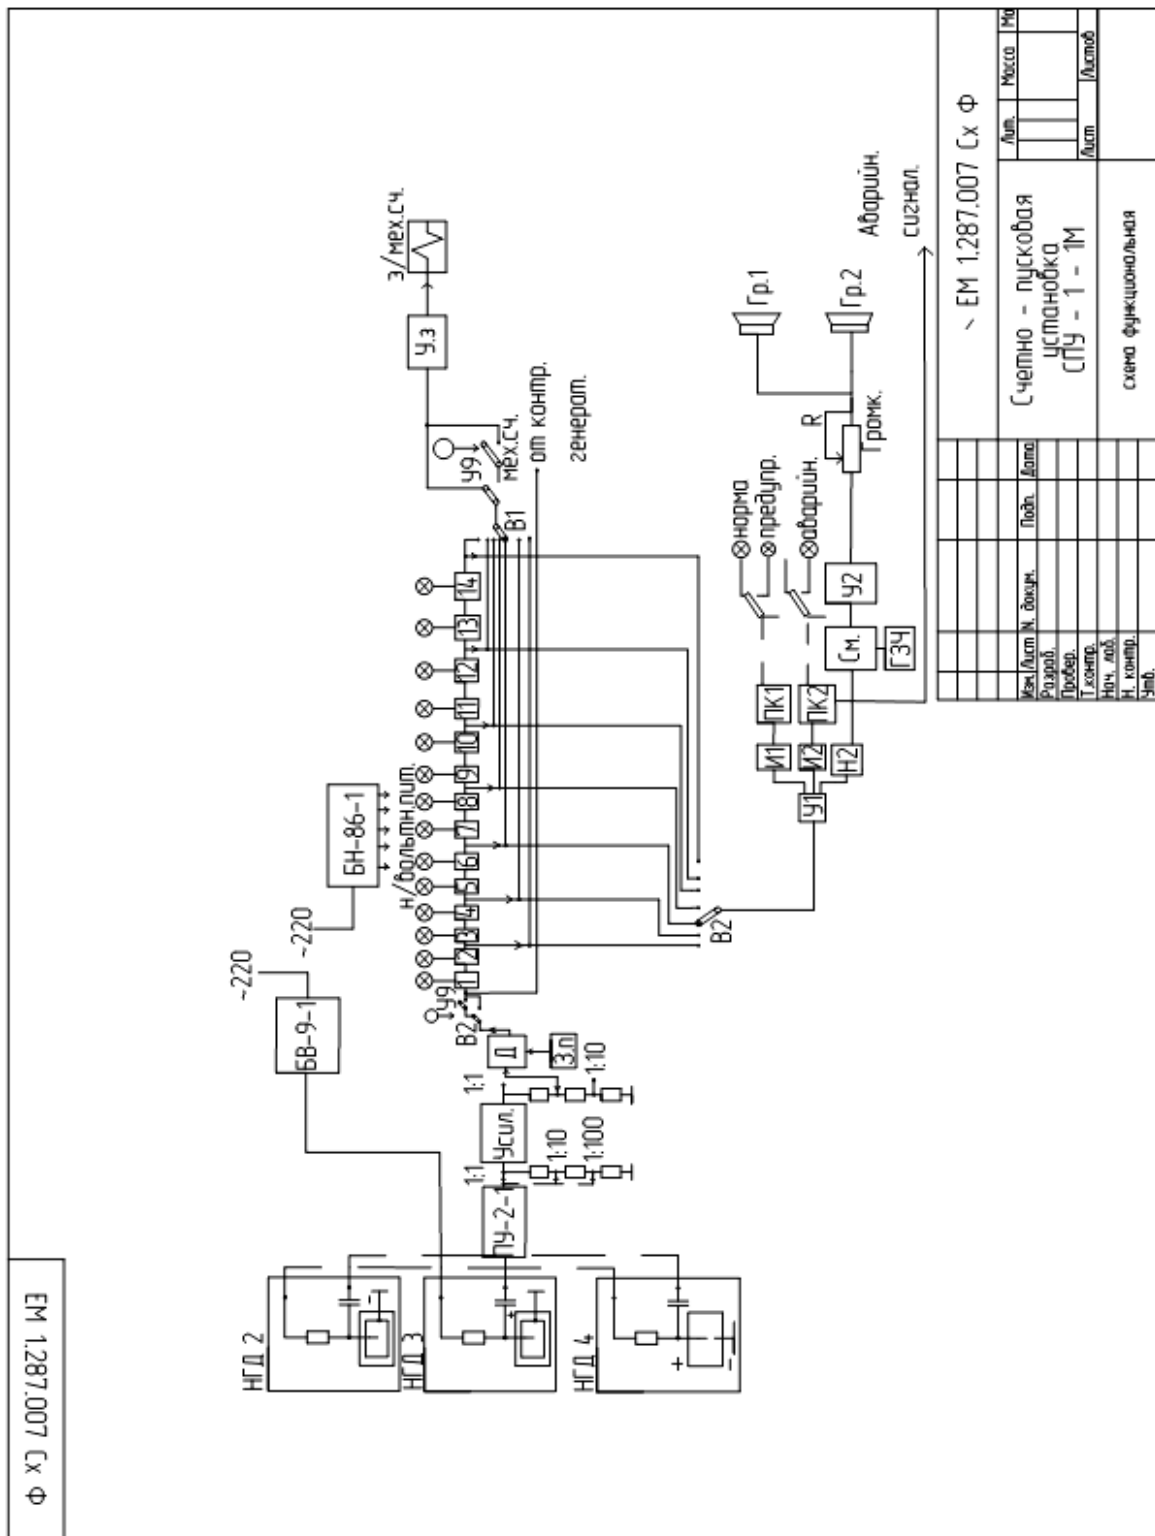 ЕМ 1.287.007 Сх Ф
НГД 2
НГД 3
НГД 4
ПУ-2-1
1:1
1:10
1:100
Усил.
1:1
1:10
Д
З.п
БВ-9-1
~220
БН-86-1
~220
н/вольтн.пит.
В2
У9
1
2
3
4
5
6
7
8
9
10
11
12
13
14
В1
У9
мех.сч.
У.з
э/мех.сч.
от контр.
генерат.
В2
У1
И1
И2
Н2
ПК1
ПК2
См.
ГЗЧ
У2
норма
предупр.
аварийн.
R
Громк.
Гр.1
Гр.2
Аварийн.
сигнал.
~ ЕМ 1.287.007 Сх Ф
Счетно - пусковая
установка
СПУ - 1 - 1М
схема функциональная
Лит.
Масса
Лист
Листов
Изм.
Лист
N. докум.
Подп.
Дата
Разраб.
Провер.
Т.контр.
Нач. лаб.
Н. контр.
Утв.